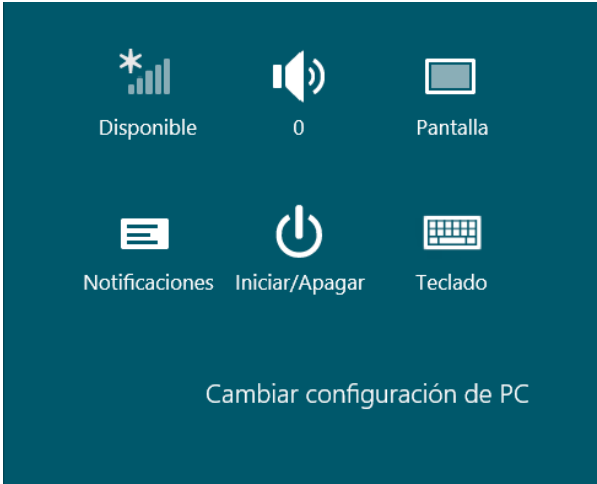 Disponible
0
Pantalla
Notificaciones
Iniciar/Apagar
Teclado
Cambiar configuración de PC